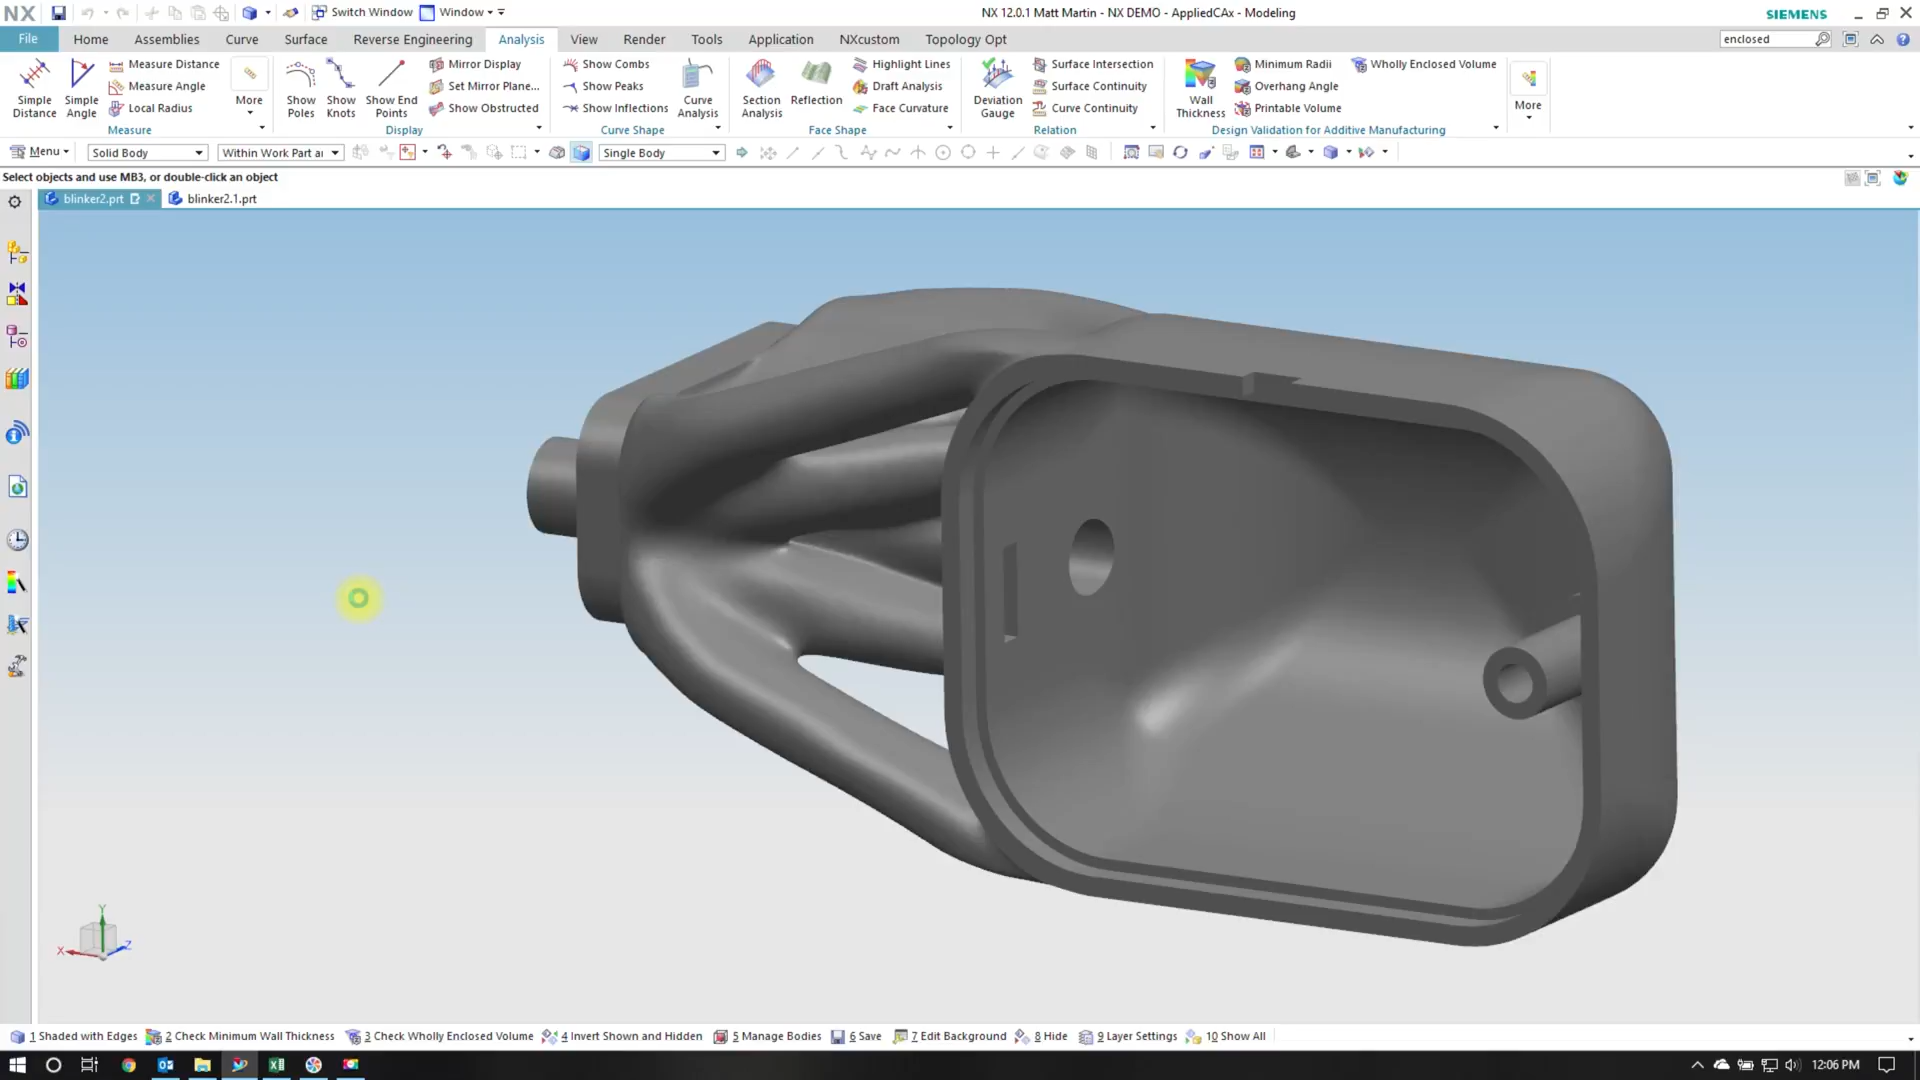 NX
Switch Window
Window
NX 12.0.1 Matt Martin - NX DEMO - AppliedCAx - Modeling
SIEMENS
File
Home
Assemblies
Curve
Surface
Reverse Engineering
Analysis
View
Render
Tools
Application
NXcustom
Topology Opt
enclosed
Simple Distance
Simple Angle
Measure Distance
Measure Angle
Local Radius
More
Measure
Show Poles
Show Knots
Show End Points
Mirror Display
Set Mirror Plane...
Show Obstructed
Display
Show Combs
Show Peaks
Show Inflections
Curve Analysis
Curve Shape
Section Analysis
Reflection
Highlight Lines
Draft Analysis
Face Curvature
Face Shape
Deviation Gauge
Surface Intersection
Surface Continuity
Curve Continuity
Relation
Wall Thickness
Minimum Radii
Overhang Angle
Printable Volume
Wholly Enclosed Volume
Design Validation for Additive Manufacturing
More
Menu
Solid Body
Within Work Part ar
Single Body
Select objects and use MB3, or double-click an object
blinker2.prt
blinker2.1.prt
Y
X
Z
1 Shaded with Edges
2 Check Minimum Wall Thickness
3 Check Wholly Enclosed Volume
4 Invert Shown and Hidden
5 Manage Bodies
6 Save
7 Edit Background
8 Hide
9 Layer Settings
10 Show All
12:06 PM